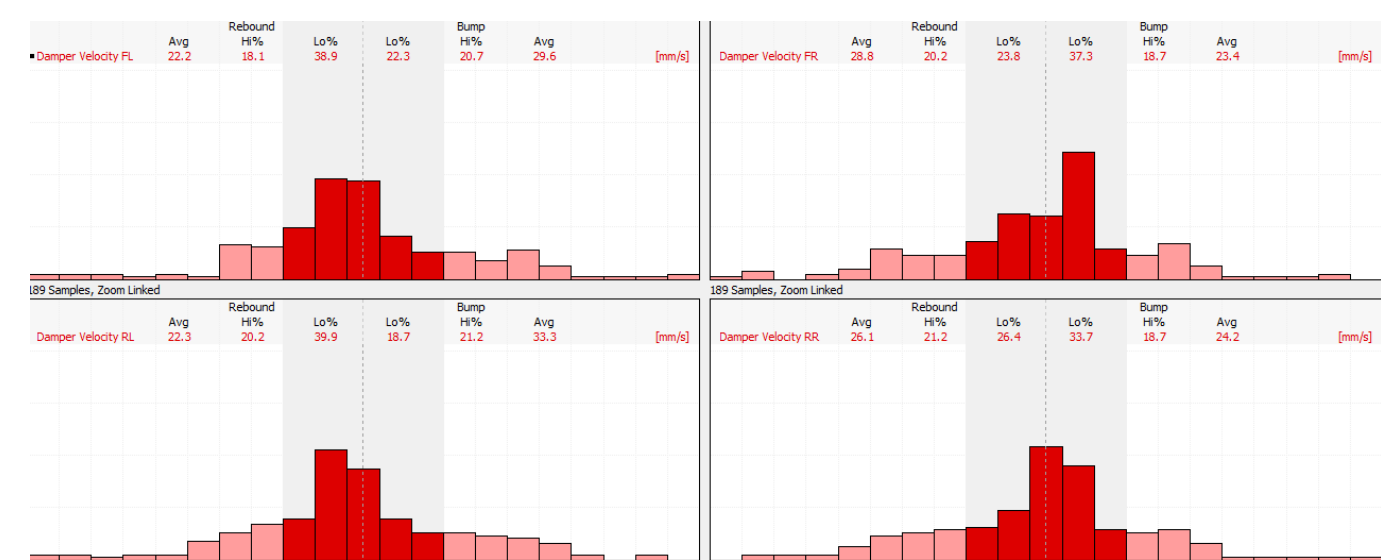 Rebound Bump
Avg Hi% Lo% Lo% Hi% Avg
Damper Velocity FL 22.2 18.1 38.9 22.3 20.7 29.6 [mm/s]
Rebound Bump
Avg Hi% Lo% Lo% Hi% Avg
Damper Velocity FR 28.8 20.2 23.8 37.3 18.7 23.4 [mm/s]
189 Samples, Zoom Linked
189 Samples, Zoom Linked
Rebound Bump
Avg Hi% Lo% Lo% Hi% Avg
Damper Velocity RL 22.3 20.2 39.9 18.7 21.2 33.3 [mm/s]
Rebound Bump
Avg Hi% Lo% Lo% Hi% Avg
Damper Velocity RR 26.1 21.2 26.4 33.7 18.7 24.2 [mm/s]